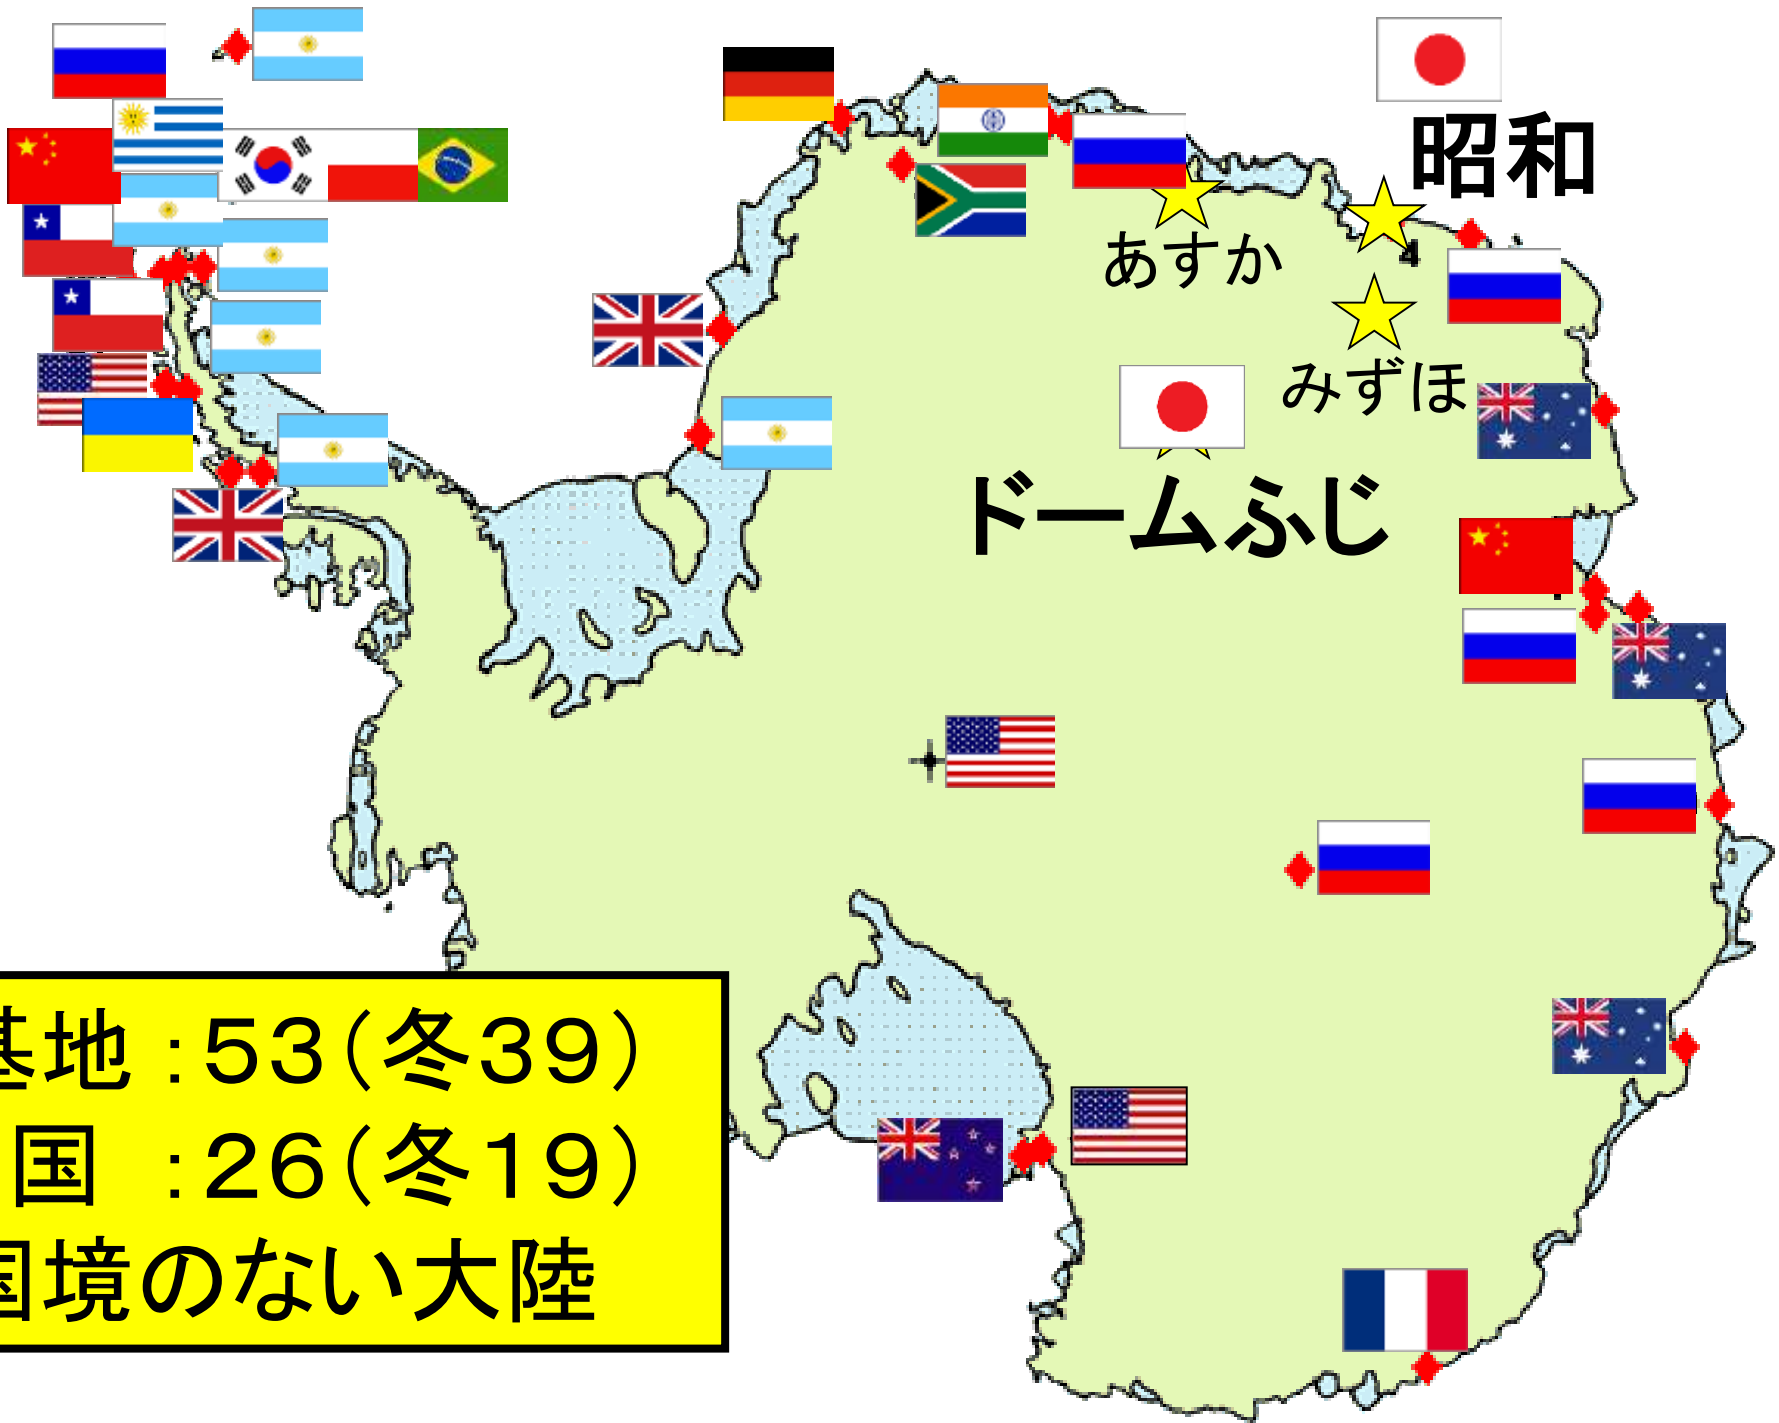 昭和
あすか
4
みずほ
ドームふじ
基地：53（冬39）
国　：26（冬19）
国境のない大陸